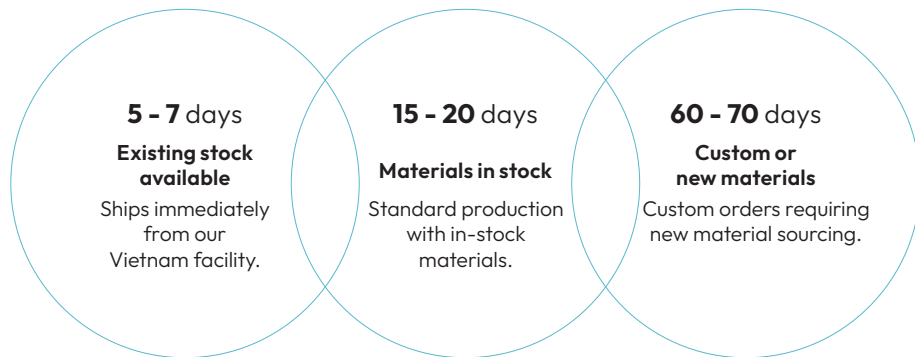 5 - 7 days
Existing stock
available
Ships immediately
from our
Vietnam facility.
15 - 20 days
Materials in stock
Standard production
with in-stock
materials.
60 - 70 days
Custom or
new materials
Custom orders requiring
new material sourcing.